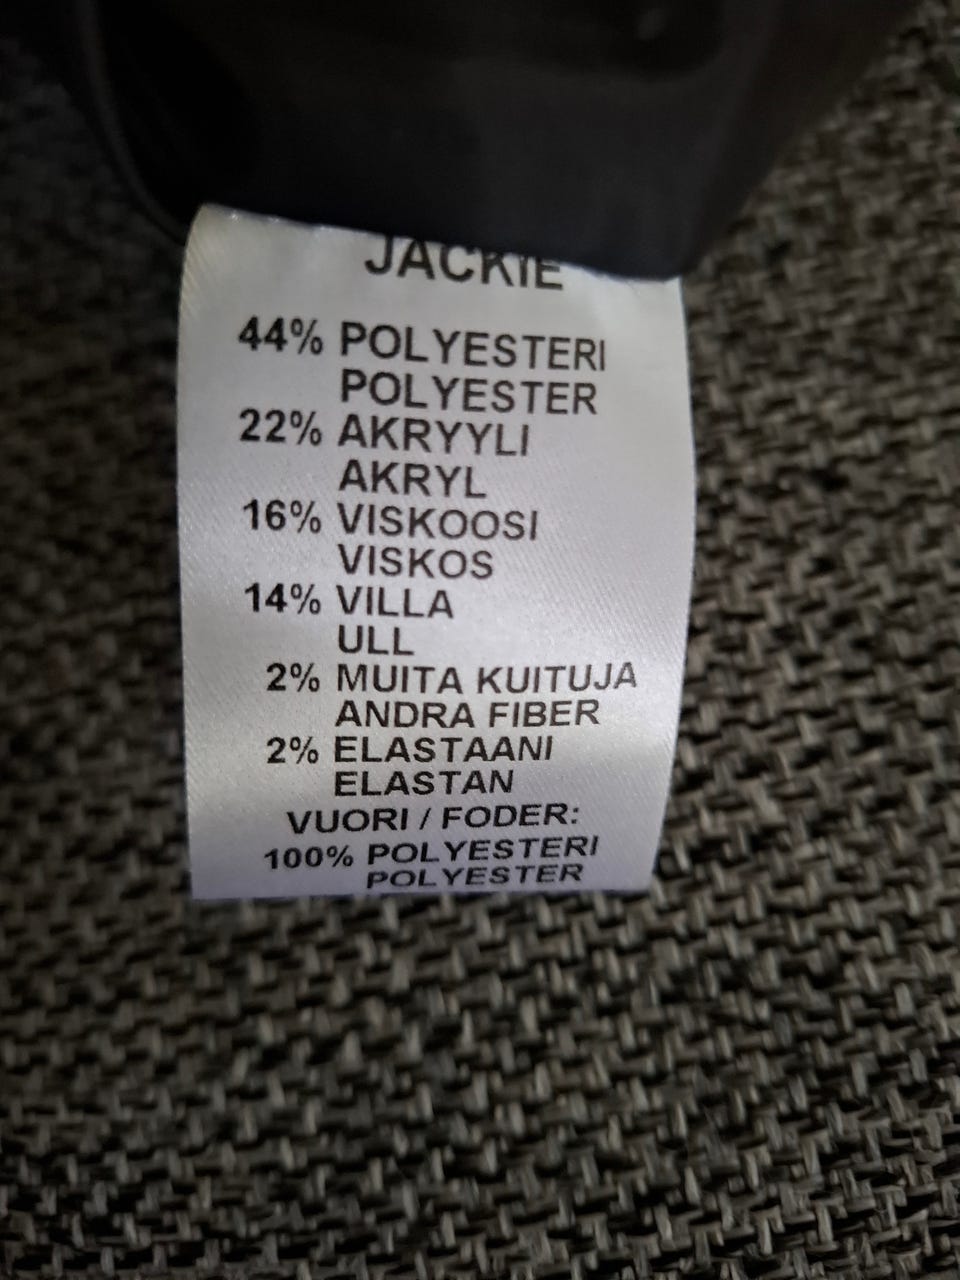 JACKIE
44% POLYESTERI
POLYESTER
22% AKRYYLI
AKRYL
16% VISKOOSI
VISKOS
14% VILLA
ULL
2% MUITA KUITUJA
ANDRA FIBER
2% ELASTAANI
ELASTAN
VUORI / FODER:
100% POLYESTERI
POLYESTER